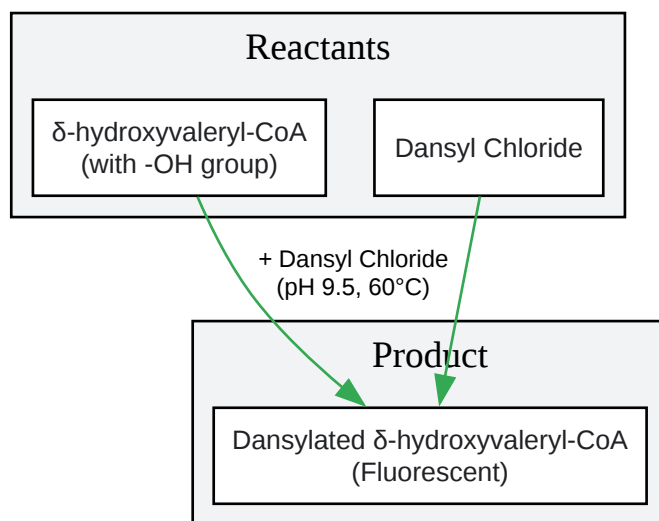 Reactants
δ-hydroxyvaleryl-CoA
(with -OH group)
Dansyl Chloride
+ Dansyl Chloride
(pH 9.5, 60°C)
Product
Dansylated δ-hydroxyvaleryl-CoA
(Fluorescent)